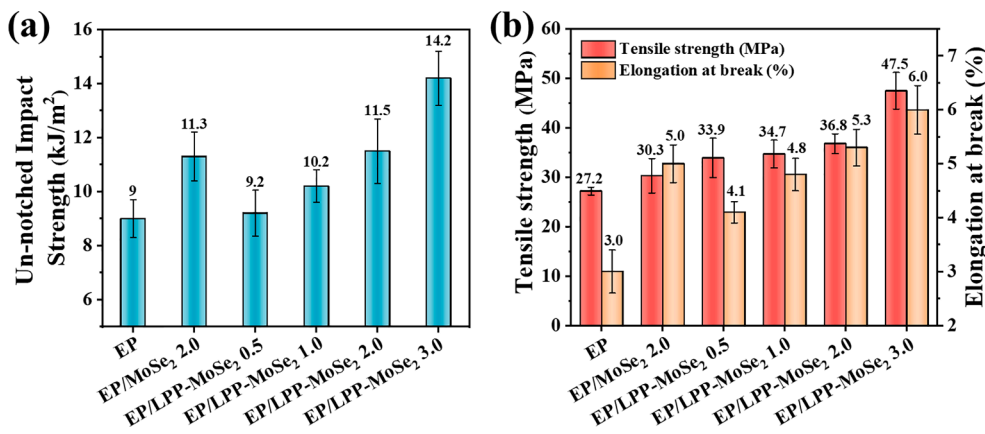 (a)
Un-notched Impact
Strength (kJ/m²)
16
14
12
10
8
6
9
11.3
9.2
10.2
11.5
14.2
EP
EP/MoSe₂ 2.0
EP/LPP-MoSe₂ 0.5
EP/LPP-MoSe₂ 1.0
EP/LPP-MoSe₂ 2.0
EP/LPP-MoSe₂ 3.0
(b)
Tensile strength (MPa)
60
50
40
30
20
10
0
Tensile strength (MPa)
Elongation at break (%)
27.2
3.0
30.3
5.0
33.9
4.1
34.7
4.8
36.8
5.3
47.5
6.0
7
6
5
4
3
2
Elongation at break (%)
EP
EP/MoSe₂ 2.0
EP/LPP-MoSe₂ 0.5
EP/LPP-MoSe₂ 1.0
EP/LPP-MoSe₂ 2.0
EP/LPP-MoSe₂ 3.0